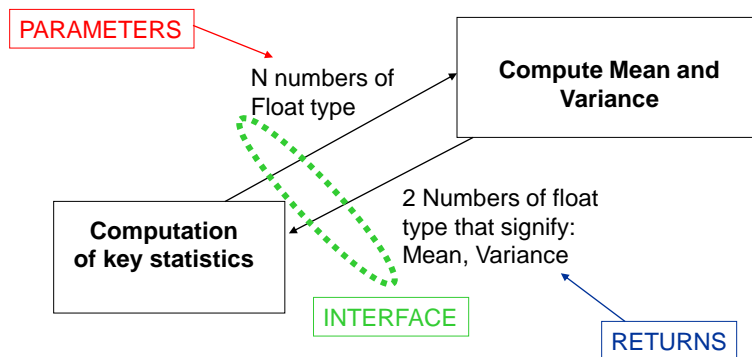 PARAMETERS
N numbers of
Float type
Compute Mean and
Variance
Computation
of key statistics
2 Numbers of float
type that signify:
Mean, Variance
INTERFACE
RETURNS